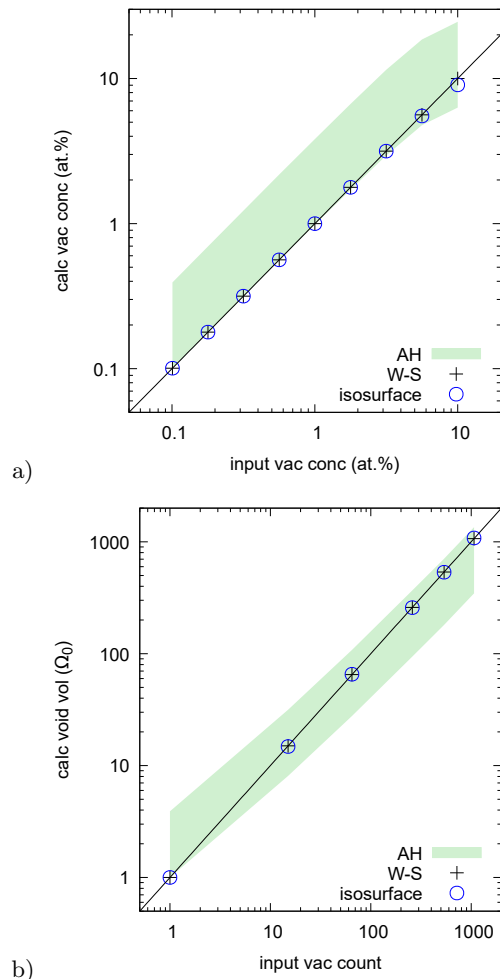 10
1
0.1
calc vac conc (at.%)
AH
W-S
isosurface
0.1 1 10
input vac conc (at.%)
a)
1000
100
10
1
calc void vol (Ω0)
AH
W-S
isosurface
1 10 100 1000
input vac count
b)